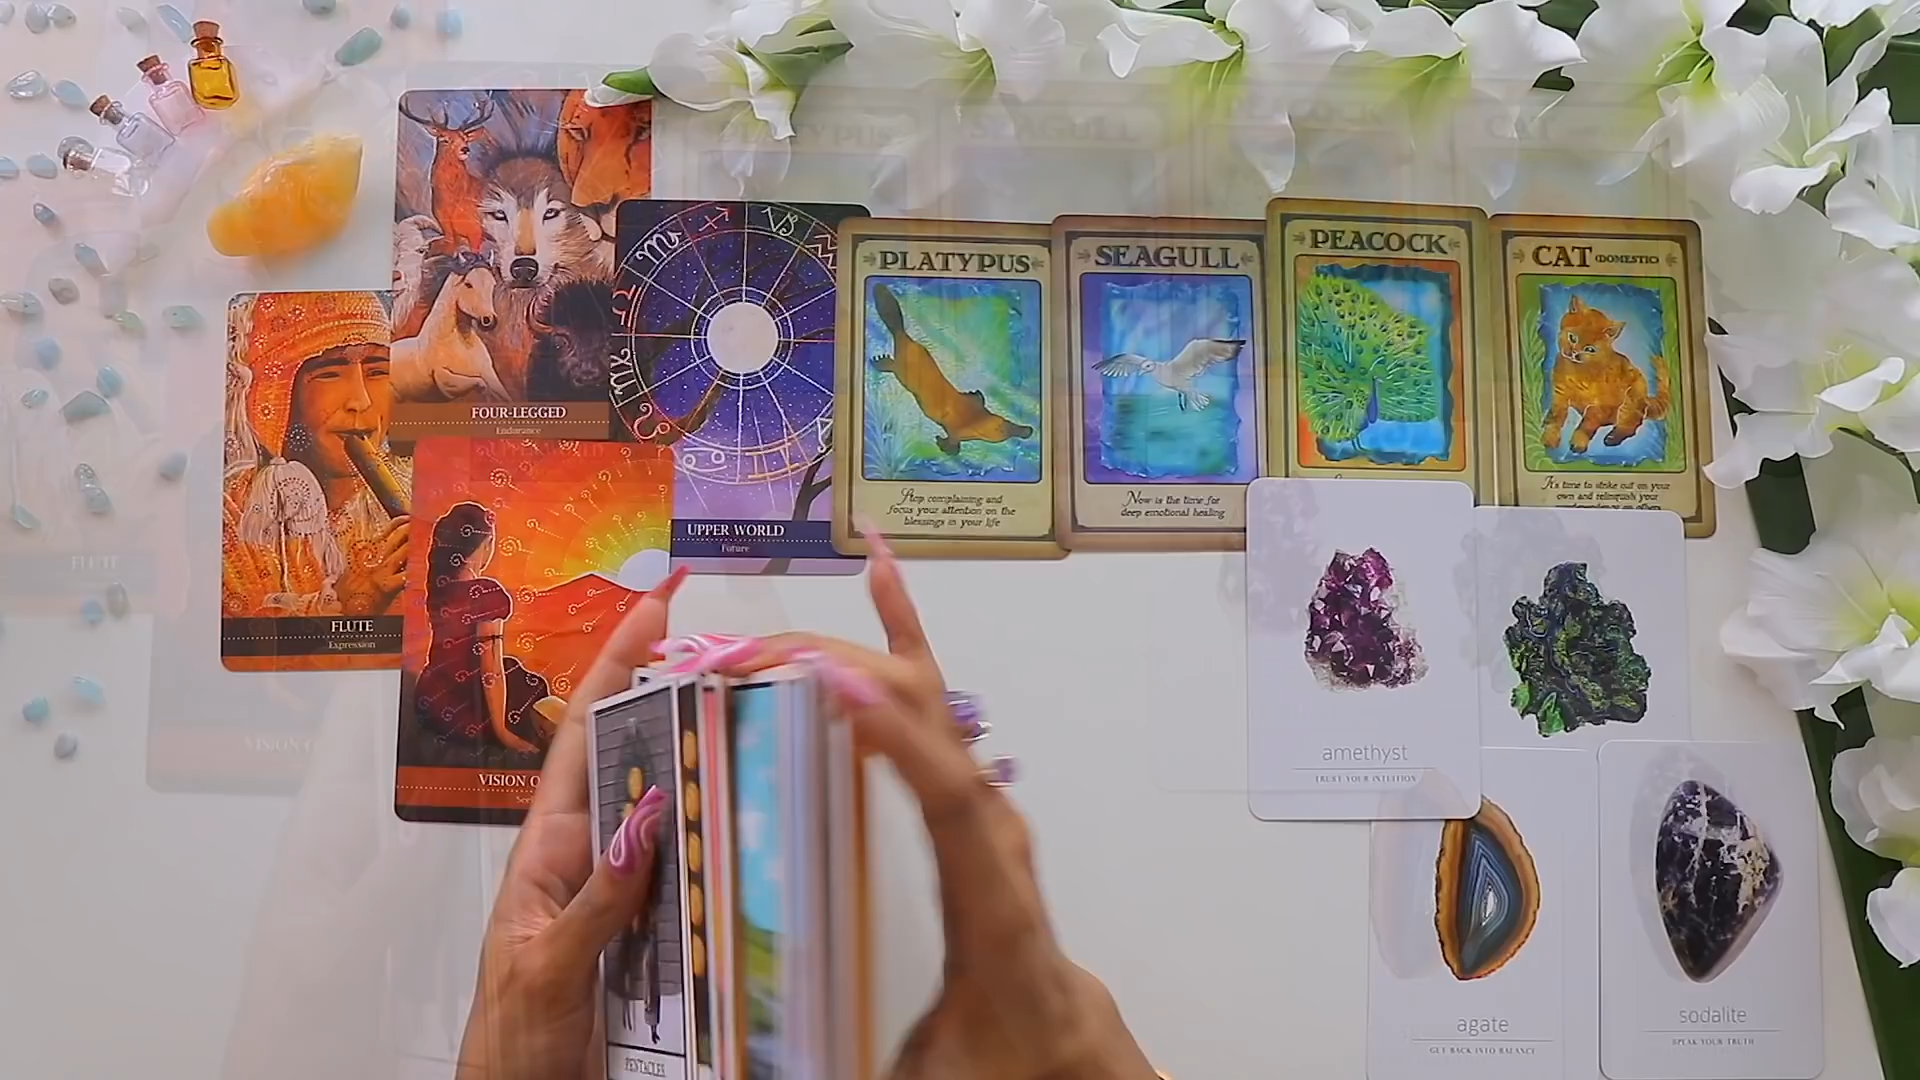 FOUR-LEGGED
Endurance
FLUTE
Expression
VISION
UPPER WORLD
Future
PLATYPUS
Stop complaining and
focus your attention on the
blessings in your life
SEAGULL
Now is the time for
deep emotional healing
PEACOCK
CAT (DOMESTIC)
It's time to strike out on your
own and relinquish your
amethyst
TRUST YOUR INTUITION
agate
GET BACK INTO BALANCE
sodalite
SPEAK YOUR TRUTH
PENTACLES